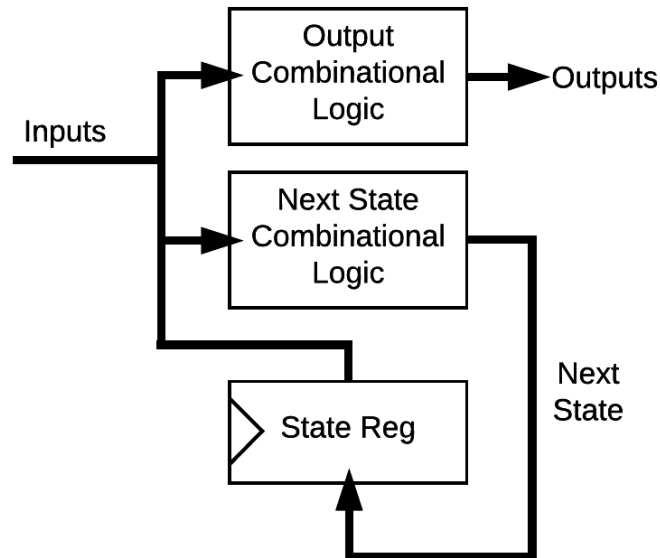 Output
Combinational
Logic
Outputs
Inputs
Next State
Combinational
Logic
Next
State
State Reg